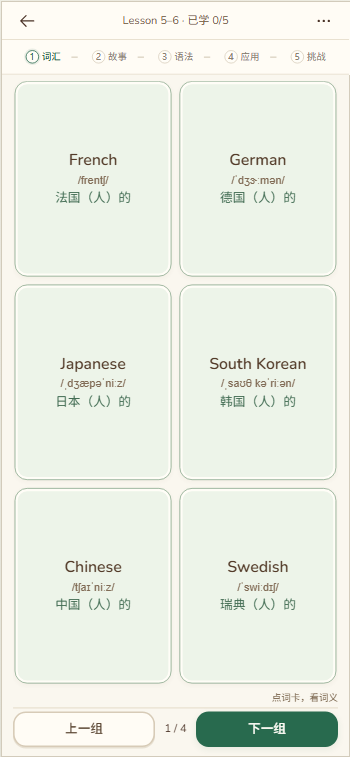 Lesson 5–6 · 已学 0/5
1 词汇 – 2 故事 – 3 语法 – 4 应用 – 5 挑战
French
/frentʃ/
法国（人）的
German
/ˈdʒɝːmən/
德国（人）的
Japanese
/ˌdʒæpəˈniːz/
日本（人）的
South Korean
/ˌsaʊθ kəˈriːən/
韩国（人）的
Chinese
/tʃaɪˈniːz/
中国（人）的
Swedish
/ˈswiːdɪʃ/
瑞典（人）的
点词卡，看词义
上一组
1 / 4
下一组